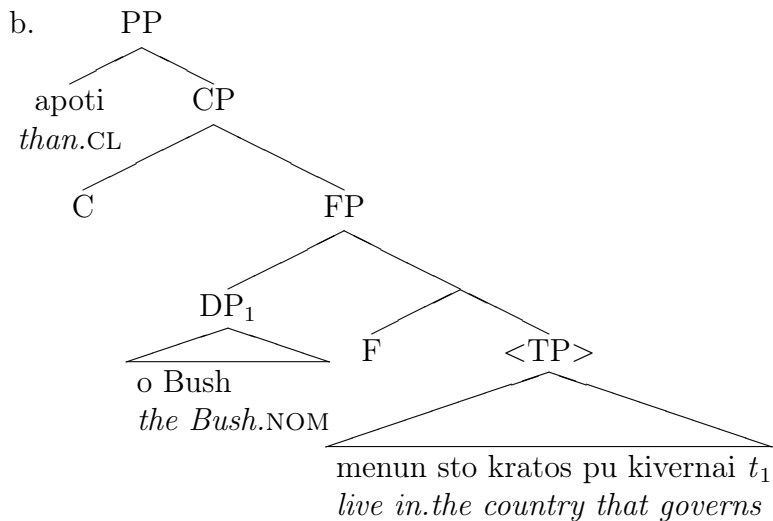 b. PP
apoti CP
than.CL
C FP
DP₁ F <TP>
o Bush
the Bush.NOM
menun sto kratos pu kivernai t₁
live in.the country that governs